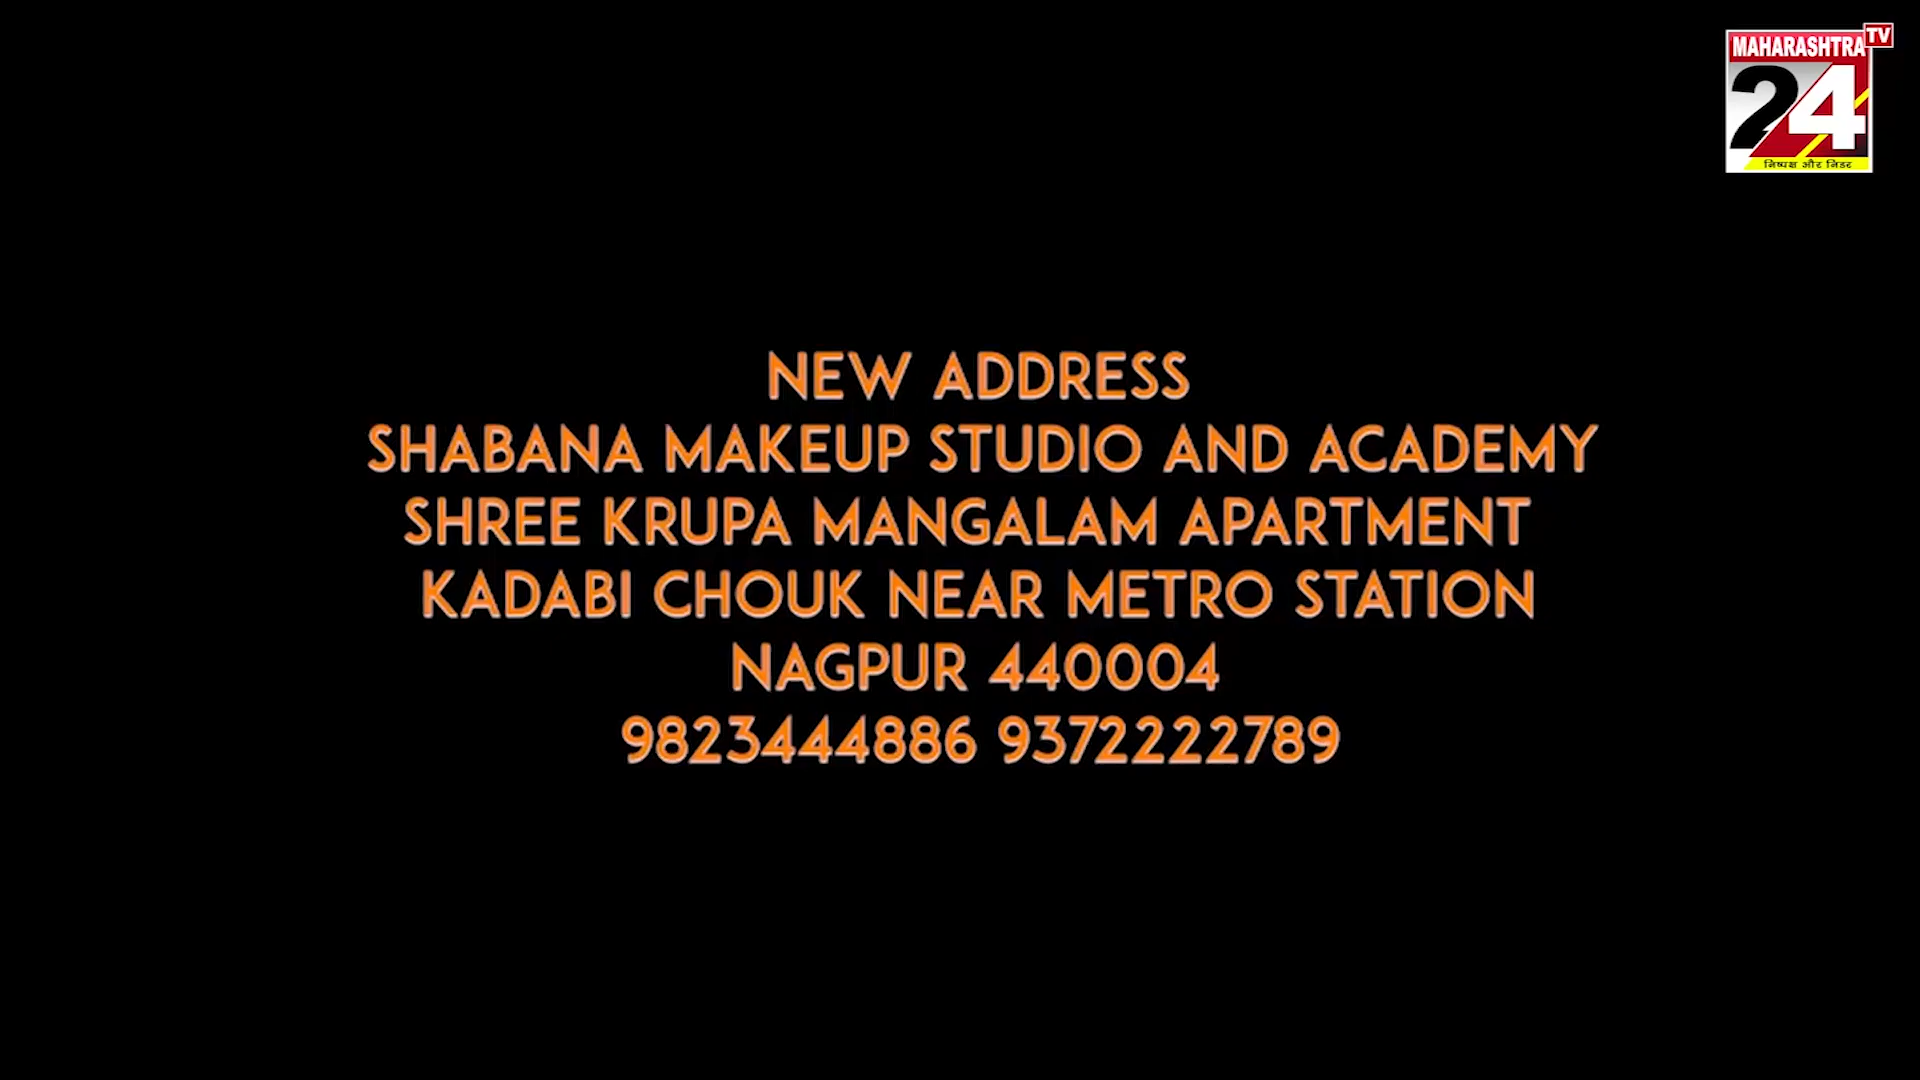 MAHARASHTRA TV
24
निष्पक्ष और निडर
NEW ADDRESS
SHABANA MAKEUP STUDIO AND ACADEMY
SHREE KRUPA MANGALAM APARTMENT
KADABI CHOUK NEAR METRO STATION
NAGPUR 440004
9823444886 9372222789